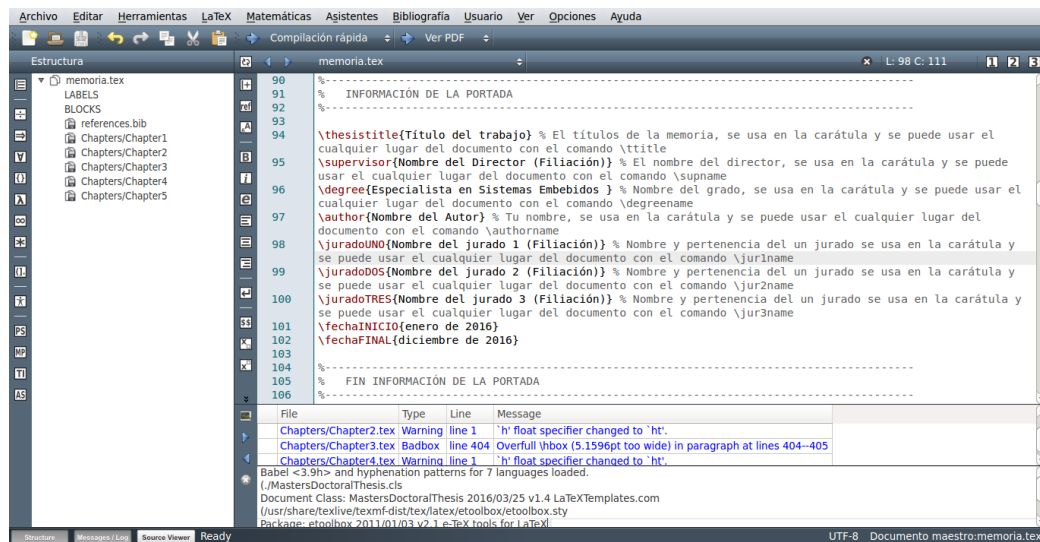 Archivo Editar Herramientas LaTeX Matemáticas Asistentes Bibliografía Usuario Ver Opciones Ayuda
Compilación rápida Ver PDF
Estructura
memoria.tex
L: 98 C: 111
1 2 3
memoria.tex
LABELS
BLOCKS
references.bib
Chapters/Chapter1
Chapters/Chapter2
Chapters/Chapter3
Chapters/Chapter4
Chapters/Chapter5
90 %----------------------------------------------------------------------------------------
91 % INFORMACIÓN DE LA PORTADA
92 %----------------------------------------------------------------------------------------
93
94 \thesistitle{Título del trabajo} % El títulos de la memoria, se usa en la carátula y se puede usar el
cualquier lugar del documento con el comando \ttitle
95 \supervisor{Nombre del Director (Filiación)} % El nombre del director, se usa en la carátula y se puede
usar el cualquier lugar del documento con el comando \supname
96 \degree{Especialista en Sistemas Embebidos } % Nombre del grado, se usa en la carátula y se puede usar el
cualquier lugar del documento con el comando \degreename
97 \author{Nombre del Autor} % Tu nombre, se usa en la carátula y se puede usar el cualquier lugar del
documento con el comando \authorname
98 \juradoUNO{Nombre del jurado 1 (Filiación)} % Nombre y pertenencia del un jurado se usa en la carátula y
se puede usar el cualquier lugar del documento con el comando \jur1name
99 \juradoDOS{Nombre del jurado 2 (Filiación)} % Nombre y pertenencia del un jurado se usa en la carátula y
se puede usar el cualquier lugar del documento con el comando \jur2name
100 \juradoTRES{Nombre del jurado 3 (Filiación)} % Nombre y pertenencia del un jurado se usa en la carátula y
se puede usar el cualquier lugar del documento con el comando \jur3name
101 \fechaINICIO{enero de 2016}
102 \fechaFINAL{diciembre de 2016}
103
104 %----------------------------------------------------------------------------------------
105 % FIN INFORMACIÓN DE LA PORTADA
106 %----------------------------------------------------------------------------------------
File Type Line Message
Chapters/Chapter2.tex Warning line 1 `h' float specifier changed to `ht'.
Chapters/Chapter3.tex Badbox line 404 Overfull \hbox (5.1596pt too wide) in paragraph at lines 404--405
Chapters/Chapter4.tex Warning line 1 `h' float specifier changed to `ht'.
Babel <3.9h> and hyphenation patterns for 7 languages loaded.
(./MastersDoctoralThesis.cls
Document Class: MastersDoctoralThesis 2016/03/25 v1.4 LaTeXTemplates.com
(/usr/share/texlive/texmf-dist/tex/latex/etoolbox/etoolbox.sty
Package: etoolbox 2011/01/03 v2.1 e-TeX tools for LaTeX
Structure Messages / Log Source Viewer Ready UTF-8 Documento maestro:memoria.tex